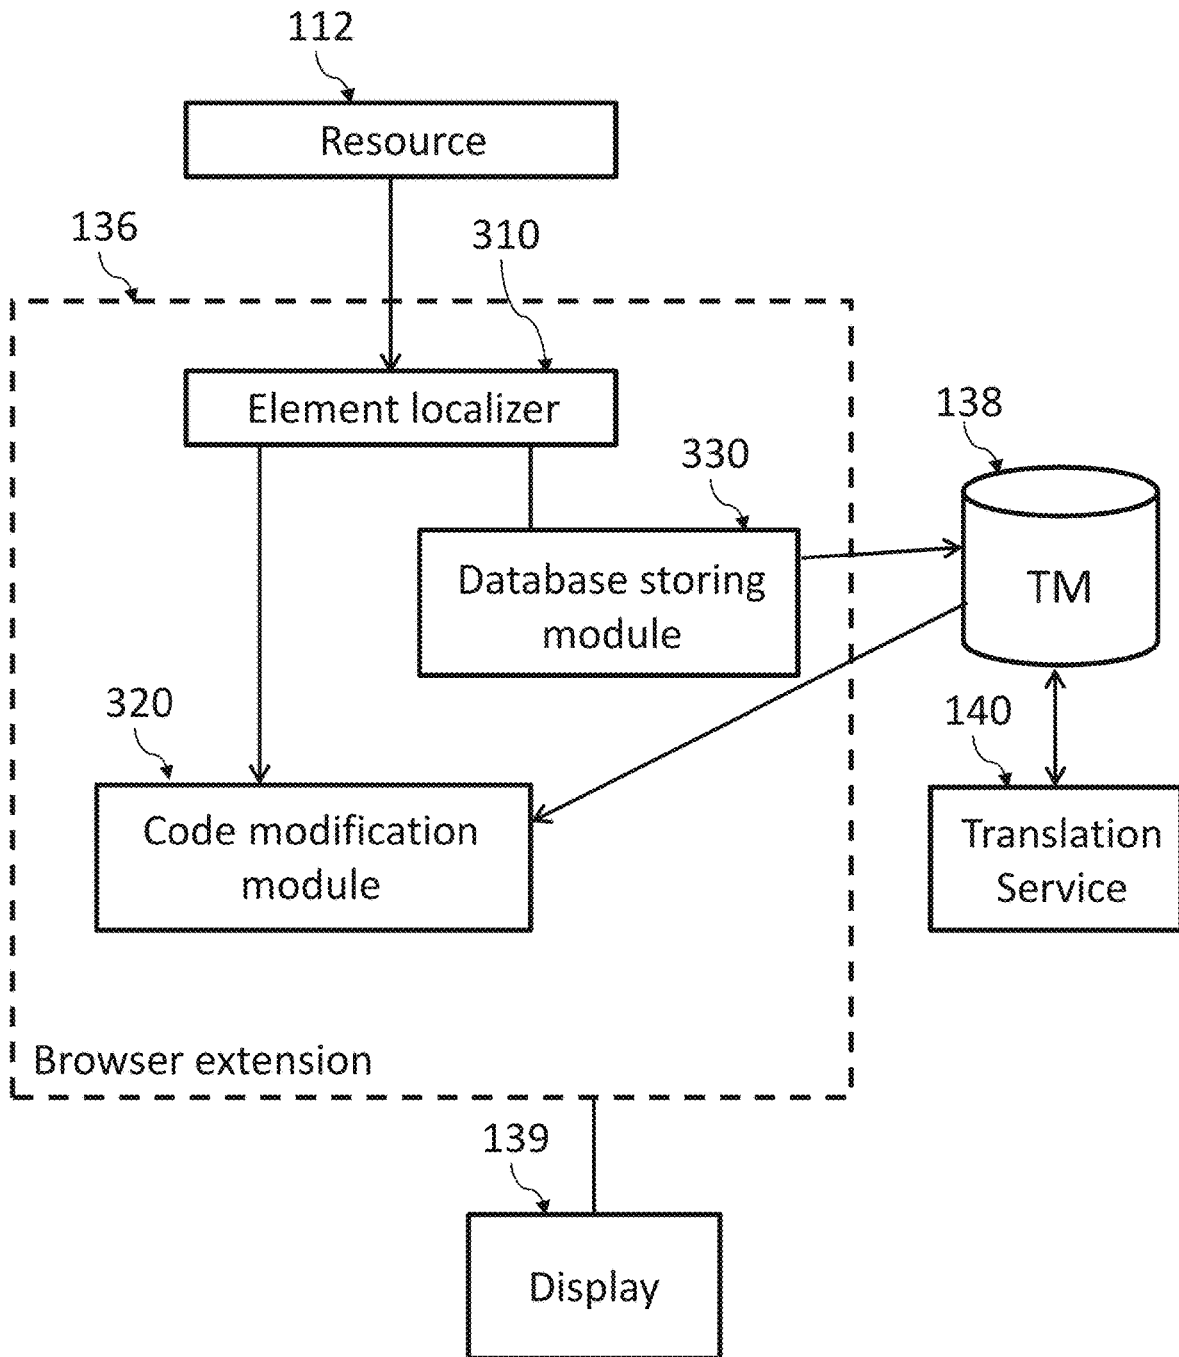 112
Resource
136
310
Element localizer
138
330
Database storing
module
TM
320
140
Code modification
module
Translation
Service
Browser extension
139
Display